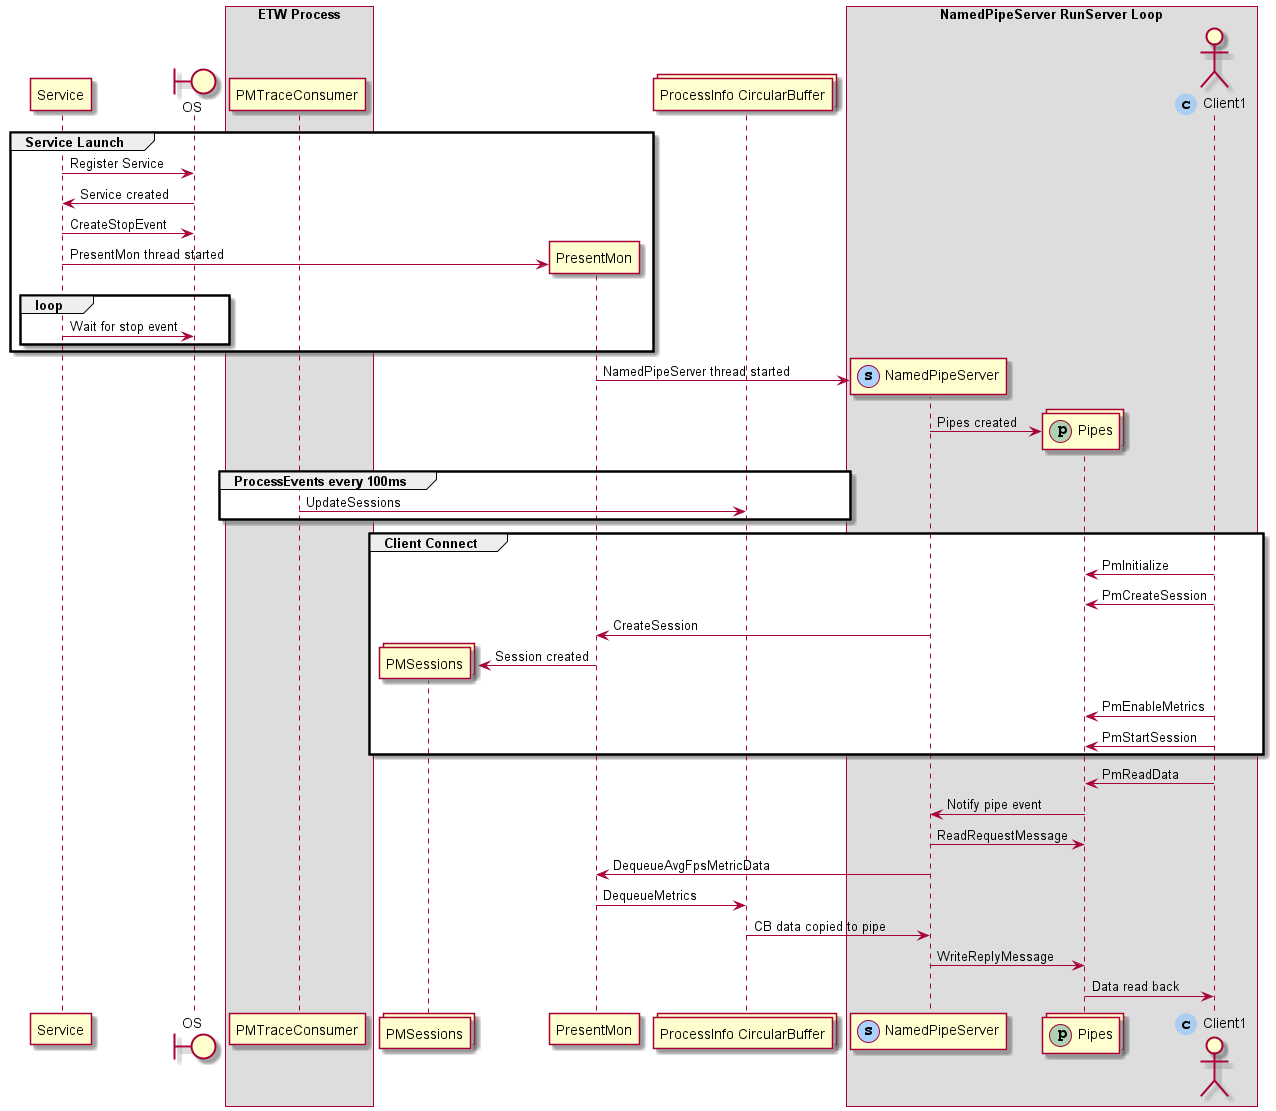 ETW Process
NamedPipeServer RunServer Loop
Service
OS
PMTraceConsumer
ProcessInfo CircularBuffer
c Client1
Service Launch
Register Service
Service created
CreateStopEvent
PresentMon thread started
PresentMon
loop
Wait for stop event
NamedPipeServer thread started
s NamedPipeServer
Pipes created
p Pipes
ProcessEvents every 100ms
UpdateSessions
Client Connect
PmInitialize
PmCreateSession
CreateSession
PMSessions
Session created
PmEnableMetrics
PmStartSession
PmReadData
Notify pipe event
ReadRequestMessage
DequeueAvgFpsMetricData
DequeueMetrics
CB data copied to pipe
WriteReplyMessage
Data read back
Service
OS
PMTraceConsumer
PMSessions
PresentMon
ProcessInfo CircularBuffer
s NamedPipeServer
p Pipes
c Client1